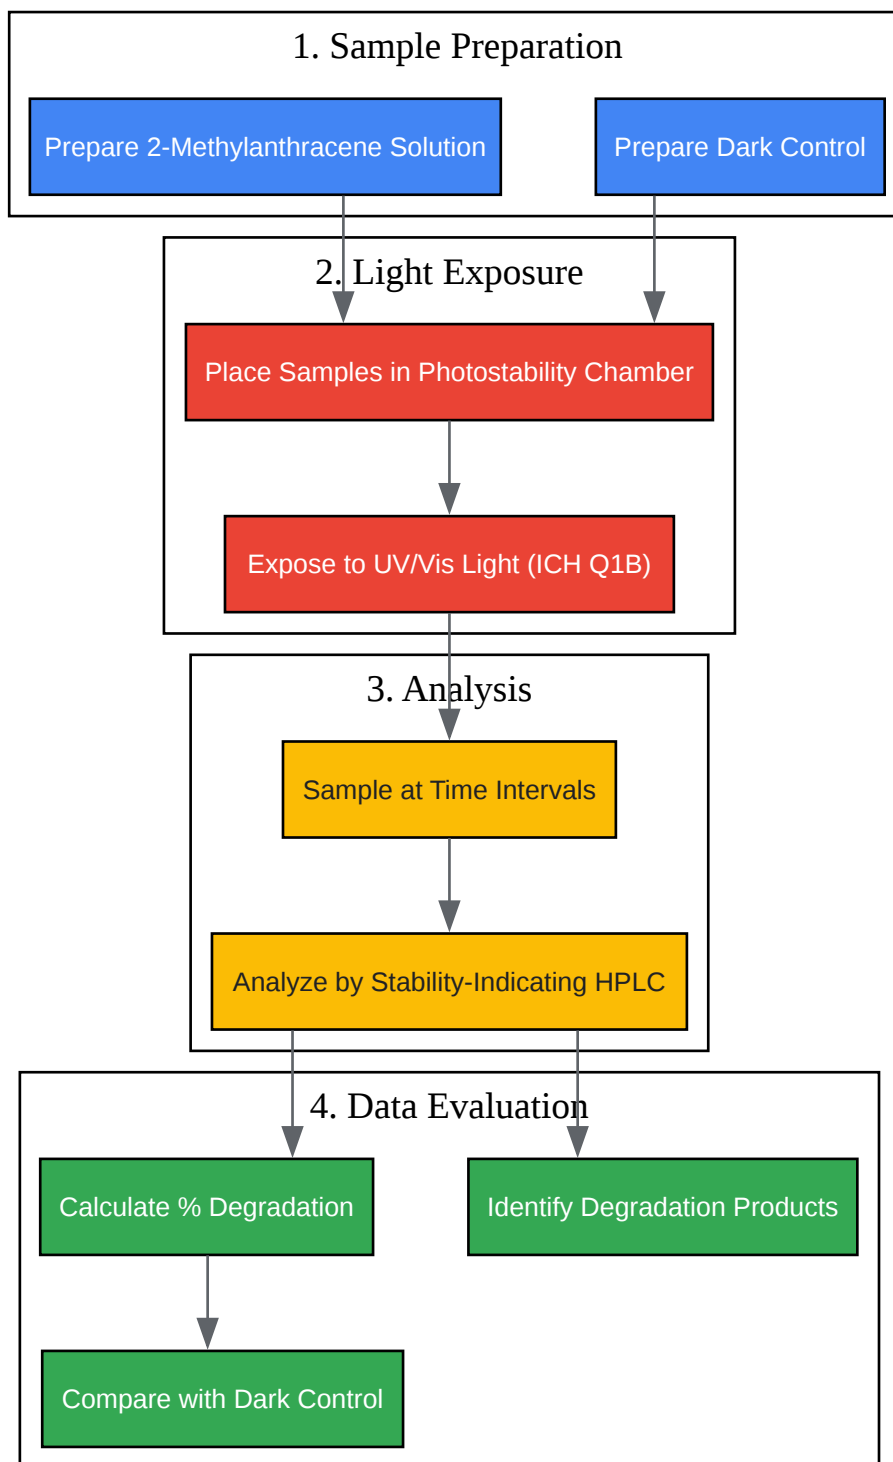 1. Sample Preparation
Prepare 2-Methylanthracene Solution
Prepare Dark Control
2. Light Exposure
Place Samples in Photostability Chamber
Expose to UV/Vis Light (ICH Q1B)
3. Analysis
Sample at Time Intervals
Analyze by Stability-Indicating HPLC
4. Data Evaluation
Calculate % Degradation
Identify Degradation Products
Compare with Dark Control